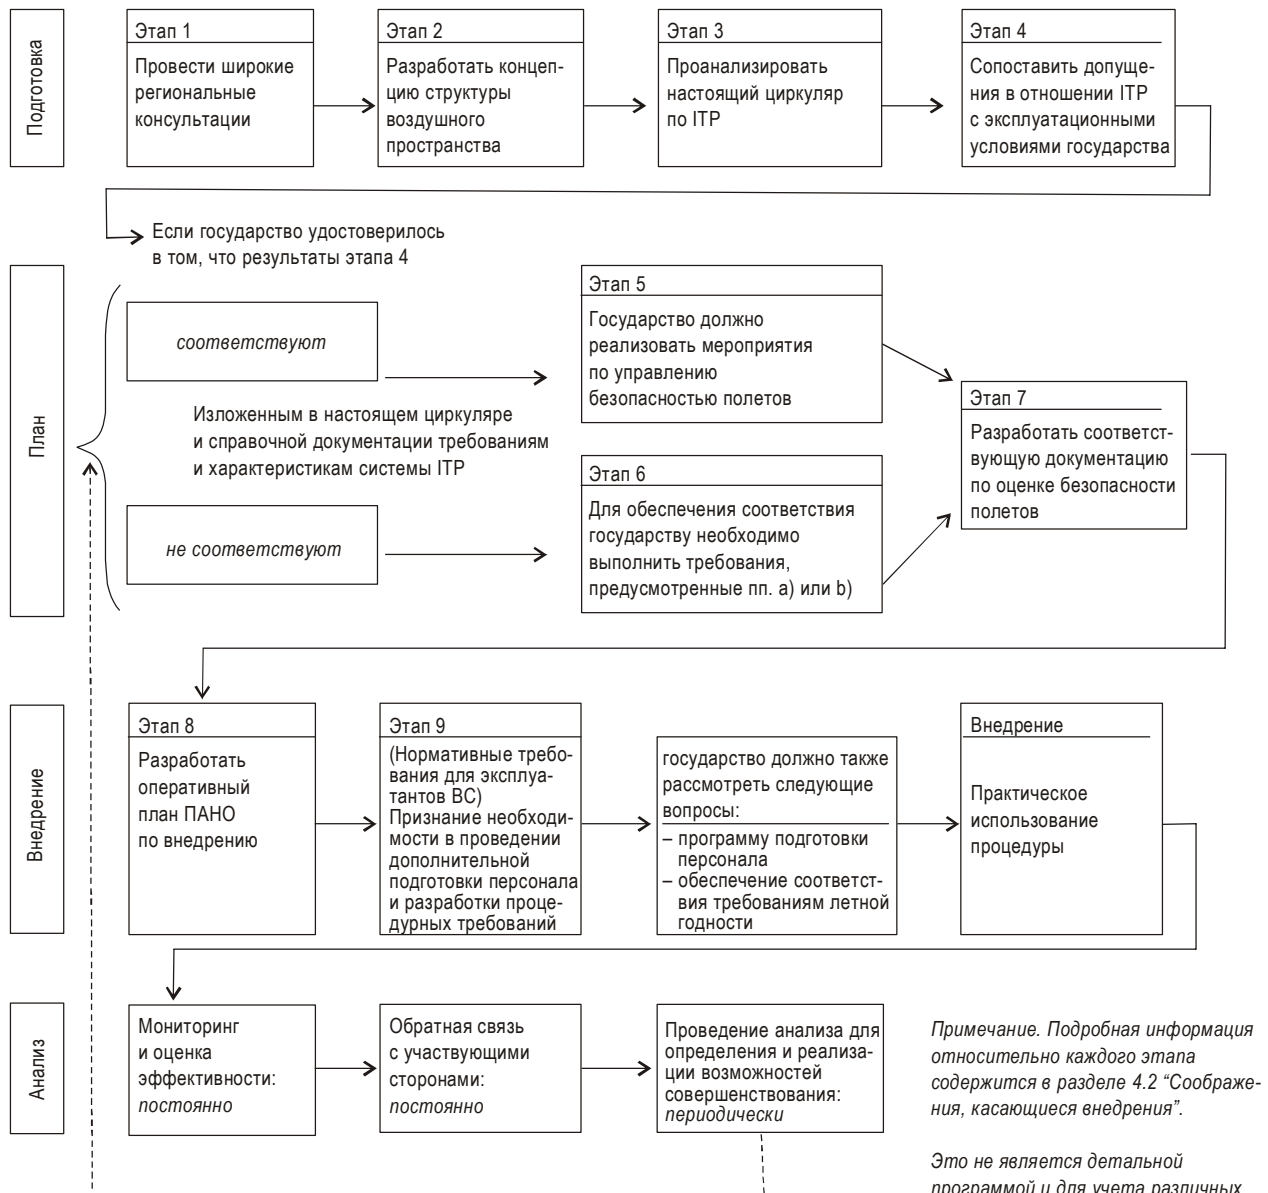 Подготовка
Этап 1
Провести широкие
региональные
консультации
Этап 2
Разработать концеп-
цию структуры
воздушного
пространства
Этап 3
Проанализировать
настоящий циркуляр
по ITP
Этап 4
Сопоставить допуще-
ния в отношении ITP
с эксплуатационными
условиями государства
Если государство удостоверилось
в том, что результаты этапа 4
План
соответствуют
Изложенным в настоящем циркуляре
и справочной документации требованиям
и характеристикам системы ITP
не соответствуют
Этап 5
Государство должно
реализовать мероприятия
по управлению
безопасностью полетов
Этап 6
Для обеспечения соответствия
государству необходимо
выполнить требования,
предусмотренные пп. a) или b)
Этап 7
Разработать соответст-
вующую документацию
по оценке безопасности
полетов
Внедрение
Этап 8
Разработать
оперативный
план ПАНО
по внедрению
Этап 9
(Нормативные требо-
вания для эксплуа-
тантов ВС)
Признание необходи-
мости в проведении
дополнительной
подготовки персонала
и разработки проце-
дурных требований
государство должно также
рассмотреть следующие
вопросы:
– программу подготовки
персонала
– обеспечение соответст-
вия требованиям летной
годности
Внедрение
Практическое
использование
процедуры
Анализ
Мониторинг
и оценка
эффективности:
постоянно
Обратная связь
с участвующими
сторонами:
постоянно
Проведение анализа для
определения и реализа-
ции возможностей
совершенствования:
периодически
Примечание. Подробная информация
относительно каждого этапа
содержится в разделе 4.2 “Соображе-
ния, касающиеся внедрения”.
Это не является детальной
программой и для учета различных